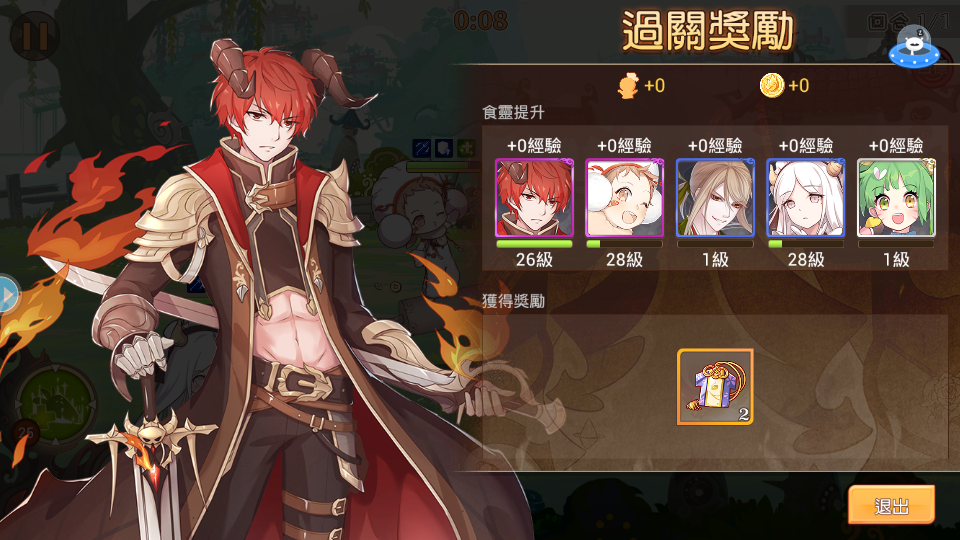 0:08
過關獎勵
回合 1/1
+0
+0
食靈提升
+0經驗
+0經驗
+0經驗
+0經驗
+0經驗
26級
28級
1級
28級
1級
獲得獎勵
2
退出